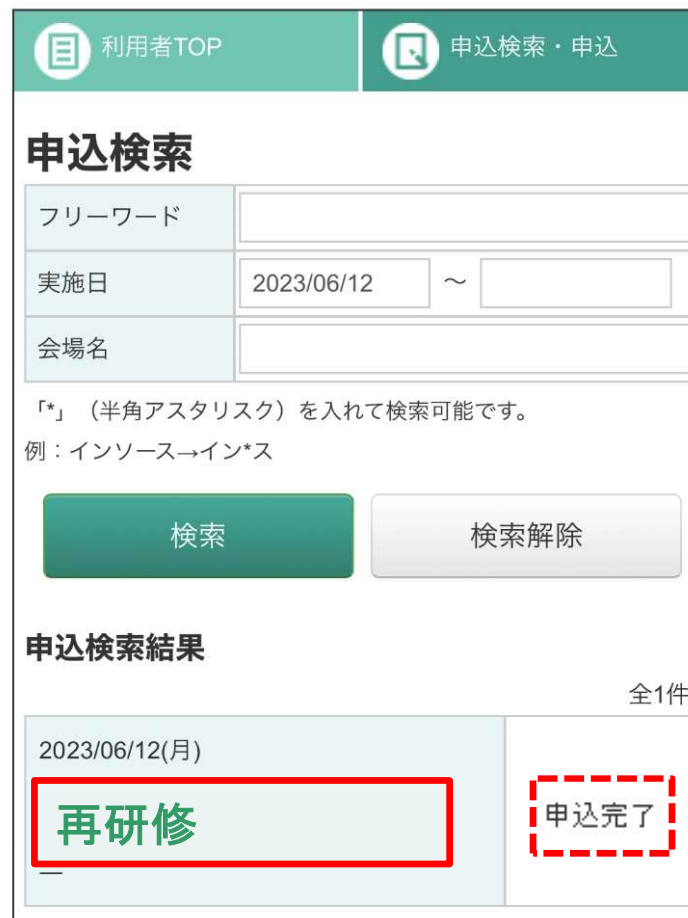 利用者TOP
申込検索・申込
申込検索
フリーワード
実施日 2023/06/12 ～
会場名
「*」（半角アスタリスク）を入れて検索可能です。
例：インソース→イン*ス
検索 検索解除
申込検索結果
全1件
2023/06/12(月)
再研修 申込完了
―